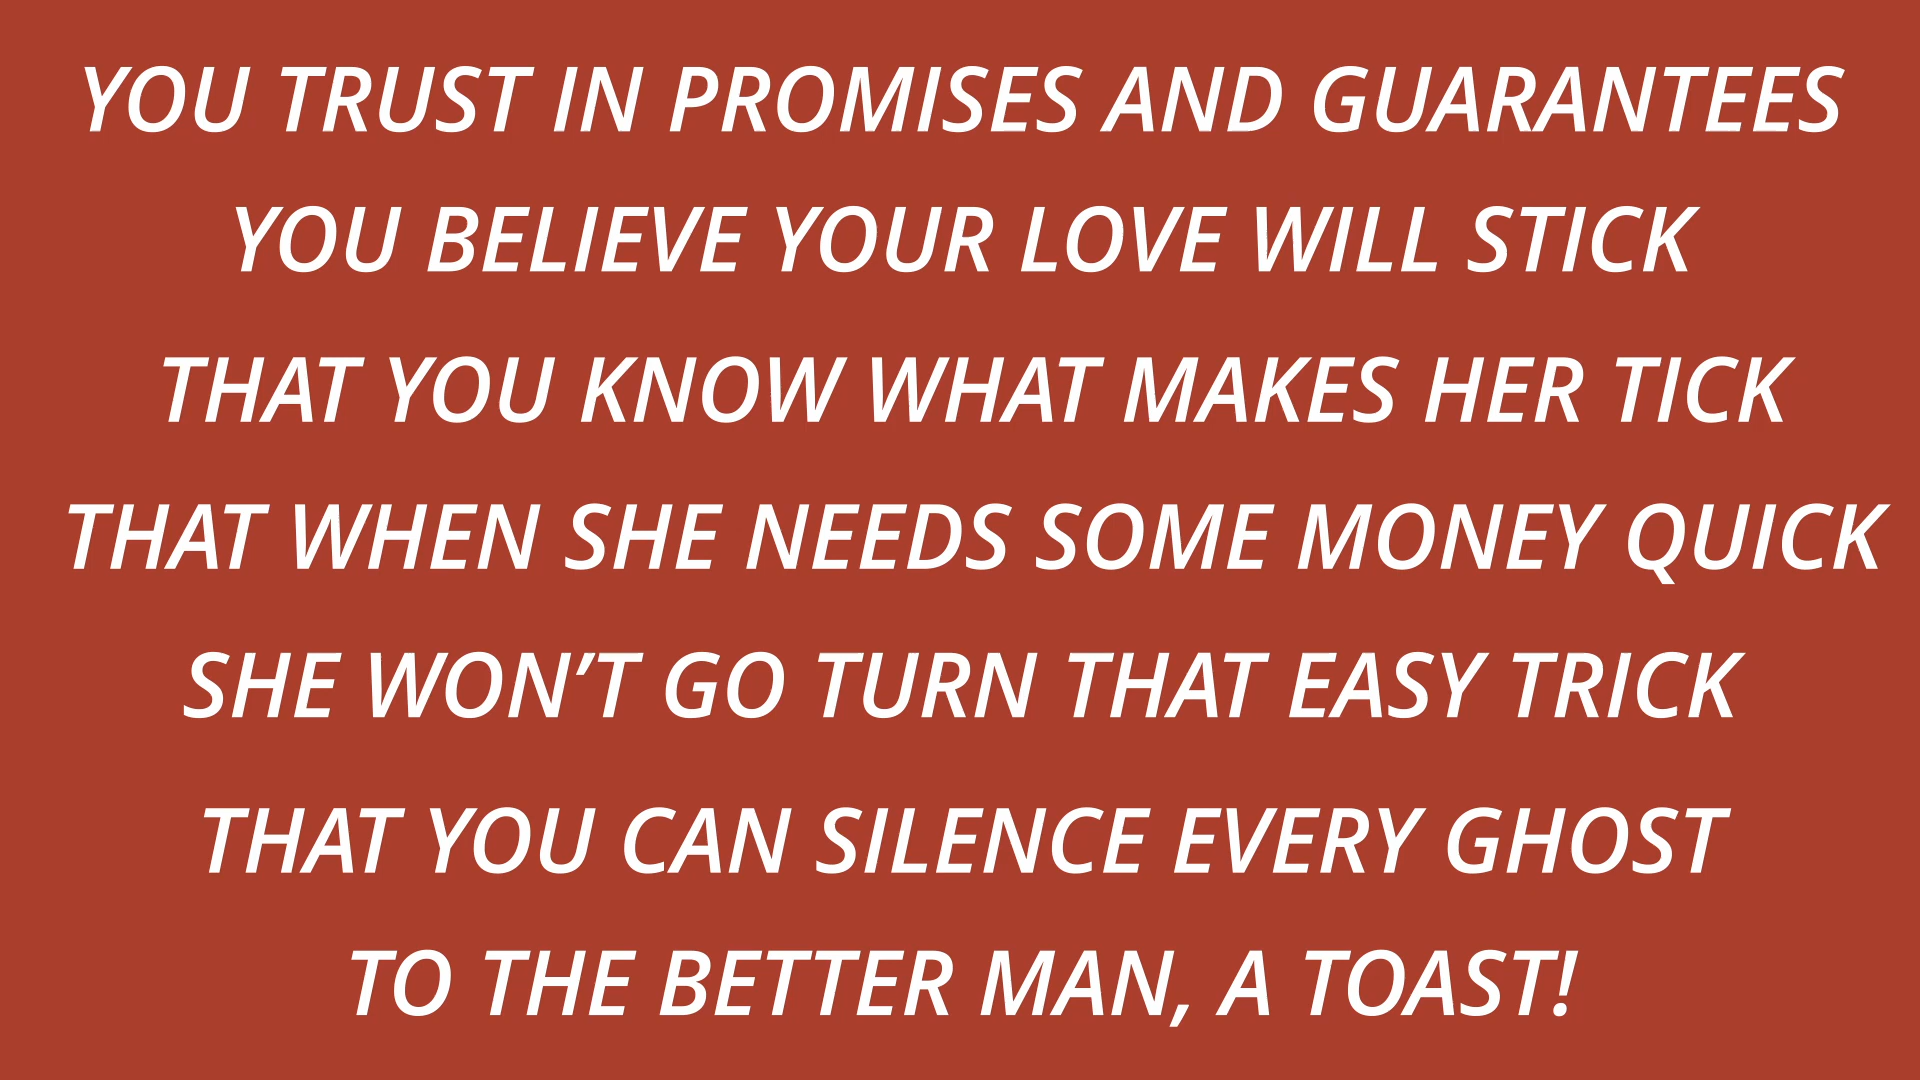 YOU TRUST IN PROMISES AND GUARANTEES
YOU BELIEVE YOUR LOVE WILL STICK
THAT YOU KNOW WHAT MAKES HER TICK
THAT WHEN SHE NEEDS SOME MONEY QUICK
SHE WON’T GO TURN THAT EASY TRICK
THAT YOU CAN SILENCE EVERY GHOST
TO THE BETTER MAN, A TOAST!